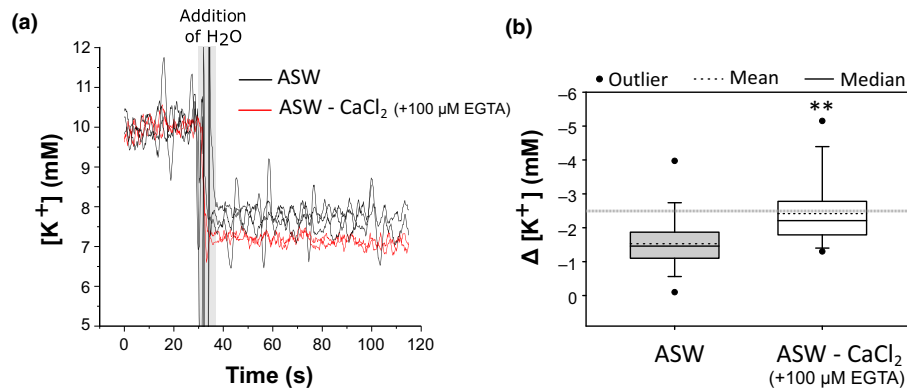 (a)
Addition
of H2O
ASW
ASW - CaCl2 (+100 µM EGTA)
[K+] (mM)
12
11
10
9
8
7
6
5
0 20 40 60 80 100 120
Time (s)
(b)
Outlier Mean Median
Δ [K+] (mM)
–6
–5
–4
–3
–2
–1
0
**
ASW ASW - CaCl2
(+100 µM EGTA)